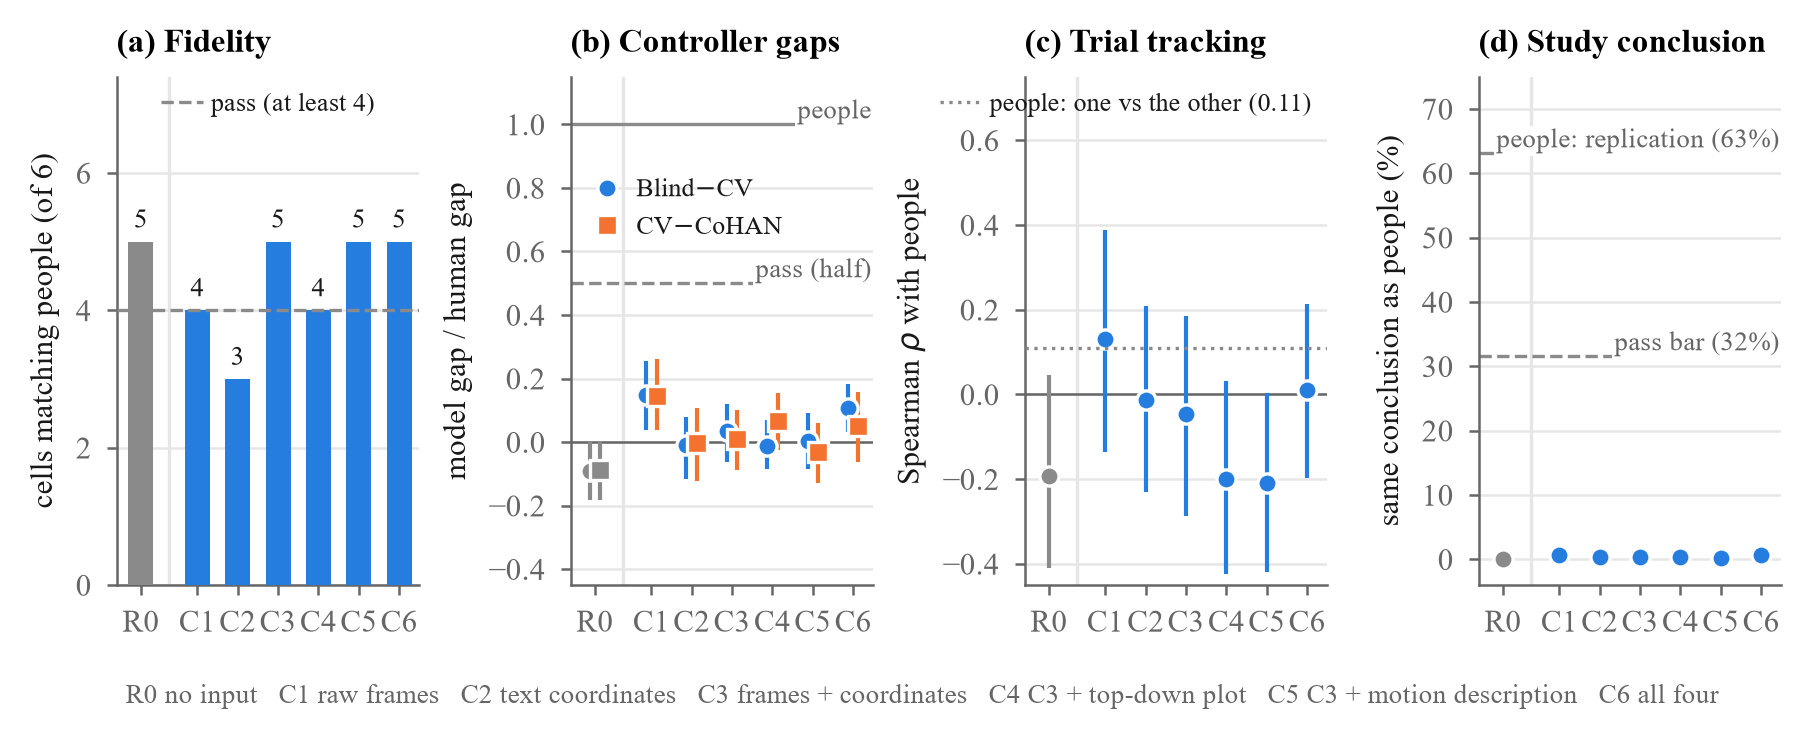 (a) Fidelity
pass (at least 4)
cells matching people (of 6)
6
4
2
0
5
4
3
5
4
5
5
R0 C1 C2 C3 C4 C5 C6
(b) Controller gaps
people
Blind−CV
CV−CoHAN
pass (half)
model gap / human gap
1.0
0.8
0.6
0.4
0.2
0.0
−0.2
−0.4
R0 C1 C2 C3 C4 C5 C6
(c) Trial tracking
people: one vs the other (0.11)
Spearman ρ with people
0.6
0.4
0.2
0.0
−0.2
−0.4
R0 C1 C2 C3 C4 C5 C6
(d) Study conclusion
people: replication (63%)
pass bar (32%)
same conclusion as people (%)
70
60
50
40
30
20
10
0
R0 C1 C2 C3 C4 C5 C6
R0 no input C1 raw frames C2 text coordinates C3 frames + coordinates C4 C3 + top-down plot C5 C3 + motion description C6 all four